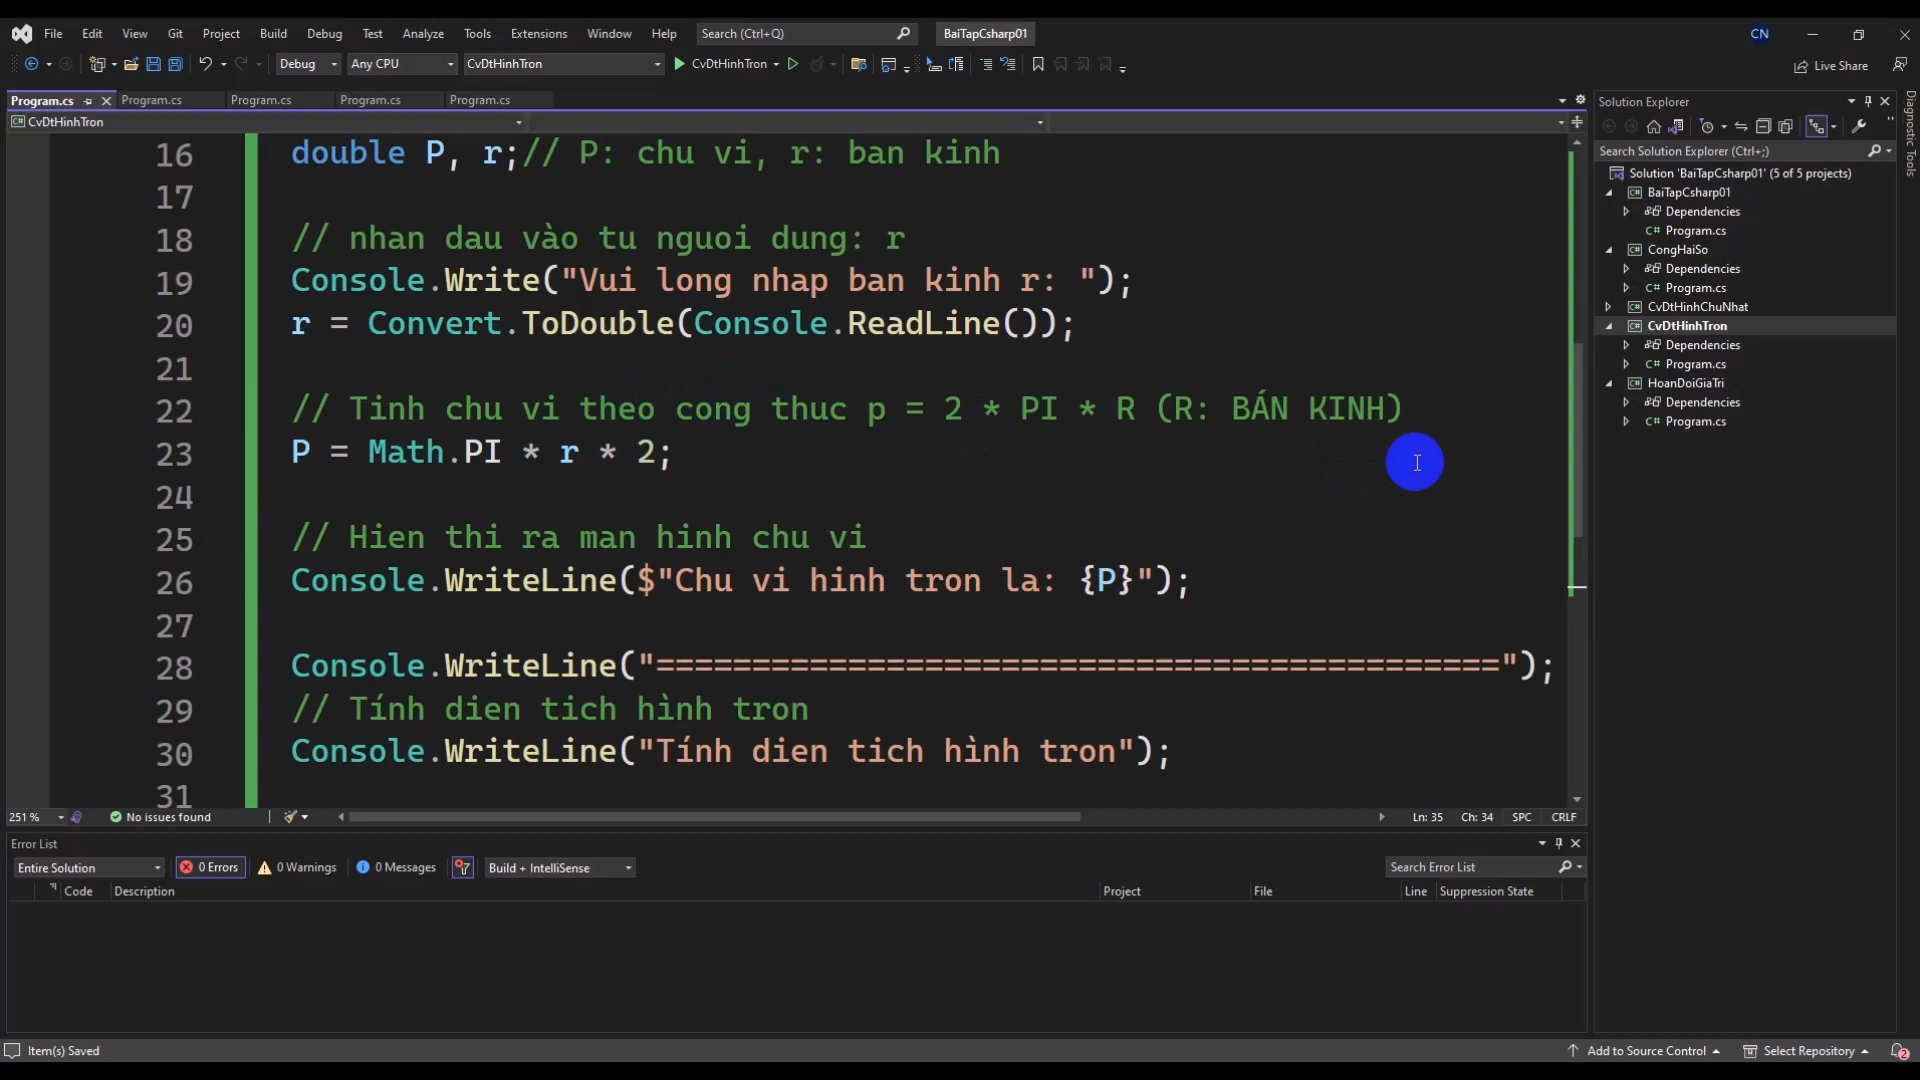 File Edit View Git Project Build Debug Test Analyze Tools Extensions Window Help Search (Ctrl+Q) BaiTapCsharp01 CN
Debug Any CPU CvDtHinhTron CvDtHinhTron Live Share
Program.cs Program.cs Program.cs Program.cs Program.cs
CvDtHinhTron
16 double P, r;// P: chu vi, r: ban kinh
17
18 // nhan dau vào tu nguoi dung: r
19 Console.Write("Vui long nhap ban kinh r: ");
20 r = Convert.ToDouble(Console.ReadLine());
21
22 // Tinh chu vi theo cong thuc p = 2 * PI * R (R: BÁN KINH)
23 P = Math.PI * r * 2;
24
25 // Hien thi ra man hinh chu vi
26 Console.WriteLine($"Chu vi hinh tron la: {P}");
27
28 Console.WriteLine("============================================");
29 // Tính dien tich hình tron
30 Console.WriteLine("Tính dien tich hình tron");
31
251 % No issues found Ln: 35 Ch: 34 SPC CRLF
Error List
Entire Solution 0 Errors 0 Warnings 0 Messages Build + IntelliSense Search Error List
Code Description Project File Line Suppression State
Item(s) Saved Add to Source Control Select Repository 2
Solution Explorer
Search Solution Explorer (Ctrl+;)
Solution 'BaiTapCsharp01' (5 of 5 projects)
BaiTapCsharp01
Dependencies
C# Program.cs
CongHaiSo
Dependencies
C# Program.cs
CvDtHinhChuNhat
CvDtHinhTron
Dependencies
C# Program.cs
HoanDoiGiaTri
Dependencies
C# Program.cs
Diagnostic Tools